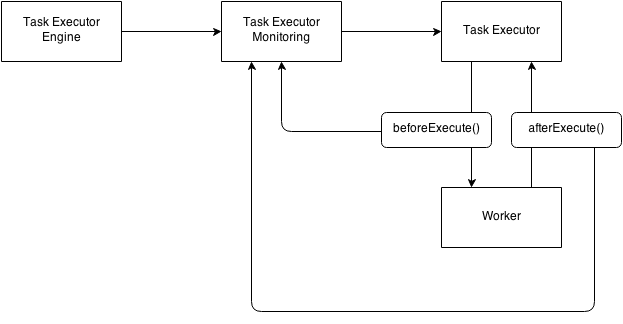 Task Executor
Engine
Task Executor
Monitoring
Task Executor
beforeExecute()
afterExecute()
Worker